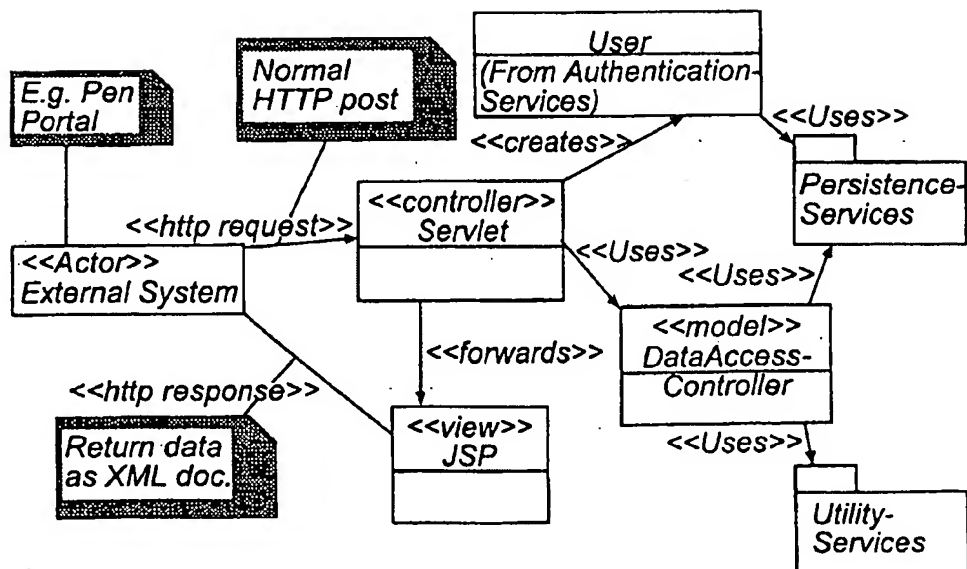 User
(From Authentication-
Services)
Normal
HTTP post
E.g. Pen
Portal
<<Uses>>
<<creates>>
Persistence-
Services
<<controller>>
Servlet
<<http request>>
<<Uses>>
<<Actor>>
External System
<<Uses>>
<<model>>
DataAccess-
Controller
<<forwards>>
<<http response>>
<<view>>
JSP
<<Uses>>
Return data
as XML doc.
Utility-
Services